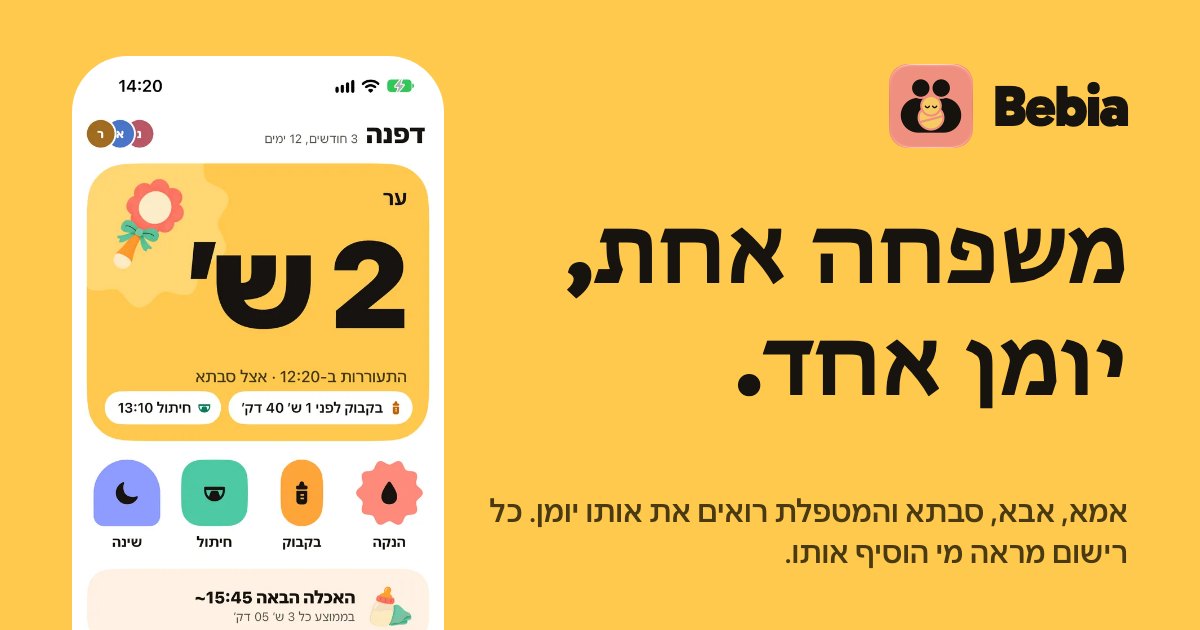 Bebia
משפחה אחת,
יומן אחד.
אמא, אבא, סבתא והמטפלת רואים את אותו יומן. כל
רישום מראה מי הוסיף אותו.
14:20
דפנה 3 חודשים, 12 ימים
נ א ר
ער
2 ש׳
התעוררות ב-12:20 · אצל סבתא
בקבוק לפני 1 ש׳ 40 דק׳
חיתול 13:10
הנקה
בקבוק
חיתול
שינה
האכלה הבאה ~15:45
בממוצע כל 3 ש׳ 05 דק׳